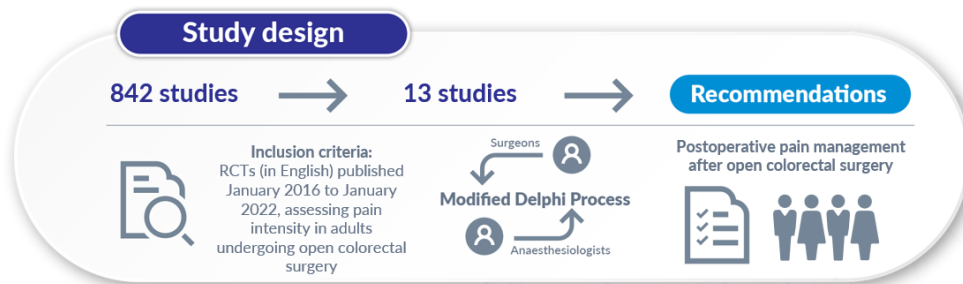 Study design
842 studies
13 studies
Recommendations
Inclusion criteria:
RCTs (in English) published
January 2016 to January
2022, assessing pain
intensity in adults
undergoing open colorectal
surgery
Surgeons
Modified Delphi Process
Anaesthesiologists
Postoperative pain management
after open colorectal surgery